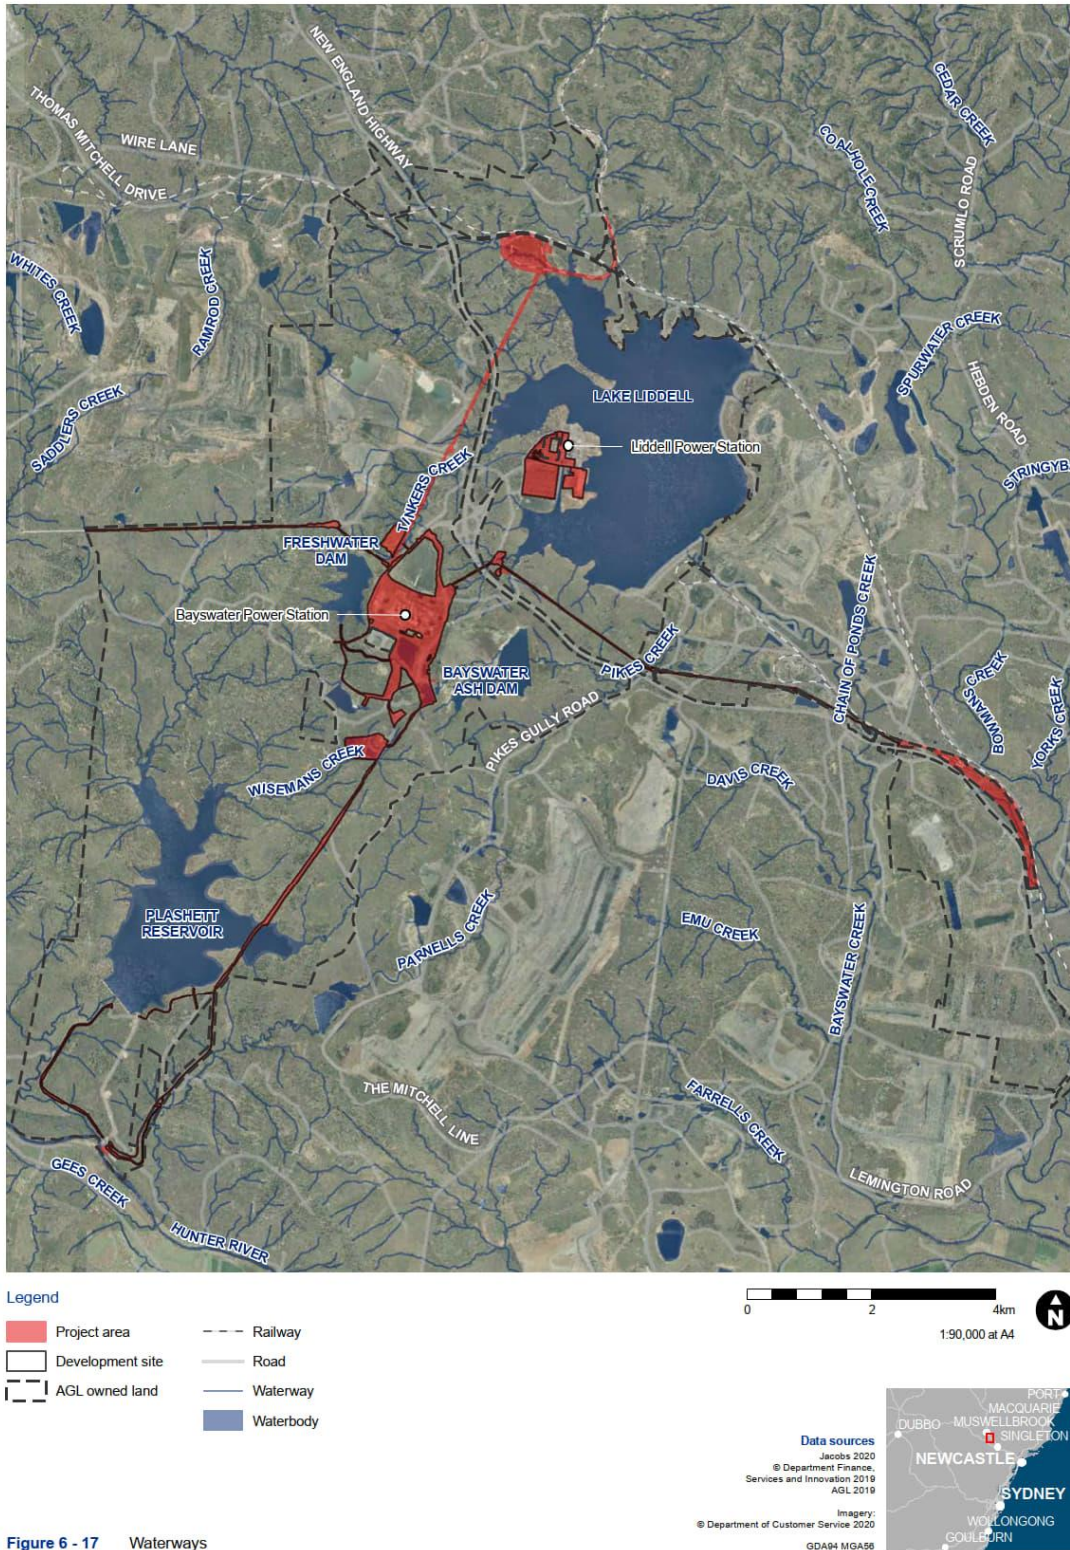 NEW ENGLAND HIGHWAY
THOMAS MITCHELL DRIVE
WIRE LANE
CEDAR CREEK
COALHOLE CREEK
SCRUMLO ROAD
WHITES CREEK
RAMROD CREEK
SPURWATER CREEK
HEBDEN ROAD
SADDLERS CREEK
LAKE LIDDELL
Liddell Power Station
TINKERS CREEK
STRINGYB
FRESHWATER
DAM
Bayswater Power Station
CHAIN OF PONDS CREEK
PIKES CREEK
BAYSWATER
ASH DAM
BOWMANS CREEK
YORKS CREEK
PIKES GULLY ROAD
WISEMANS CREEK
DAVIS CREEK
PLASHETT
RESERVOIR
PARNELLS CREEK
EMU CREEK
BAYSWATER CREEK
THE MITCHELL LINE
FARRELLS CREEK
LEMINGTON ROAD
GEES CREEK
HUNTER RIVER
Legend
Project area
Development site
AGL owned land
Railway
Road
Waterway
Waterbody
0 2 4km
1:90,000 at A4
N
Data sources
Jacobs 2020
© Department Finance,
Services and Innovation 2019
AGL 2019
Imagery:
© Department of Customer Service 2020
GDA94 MGA56
PORT
MACQUARIE
DUBBO
MUSWELLBROOK
SINGLETON
NEWCASTLE
SYDNEY
WOLLONGONG
GOULBURN
Figure 6 - 17 Waterways